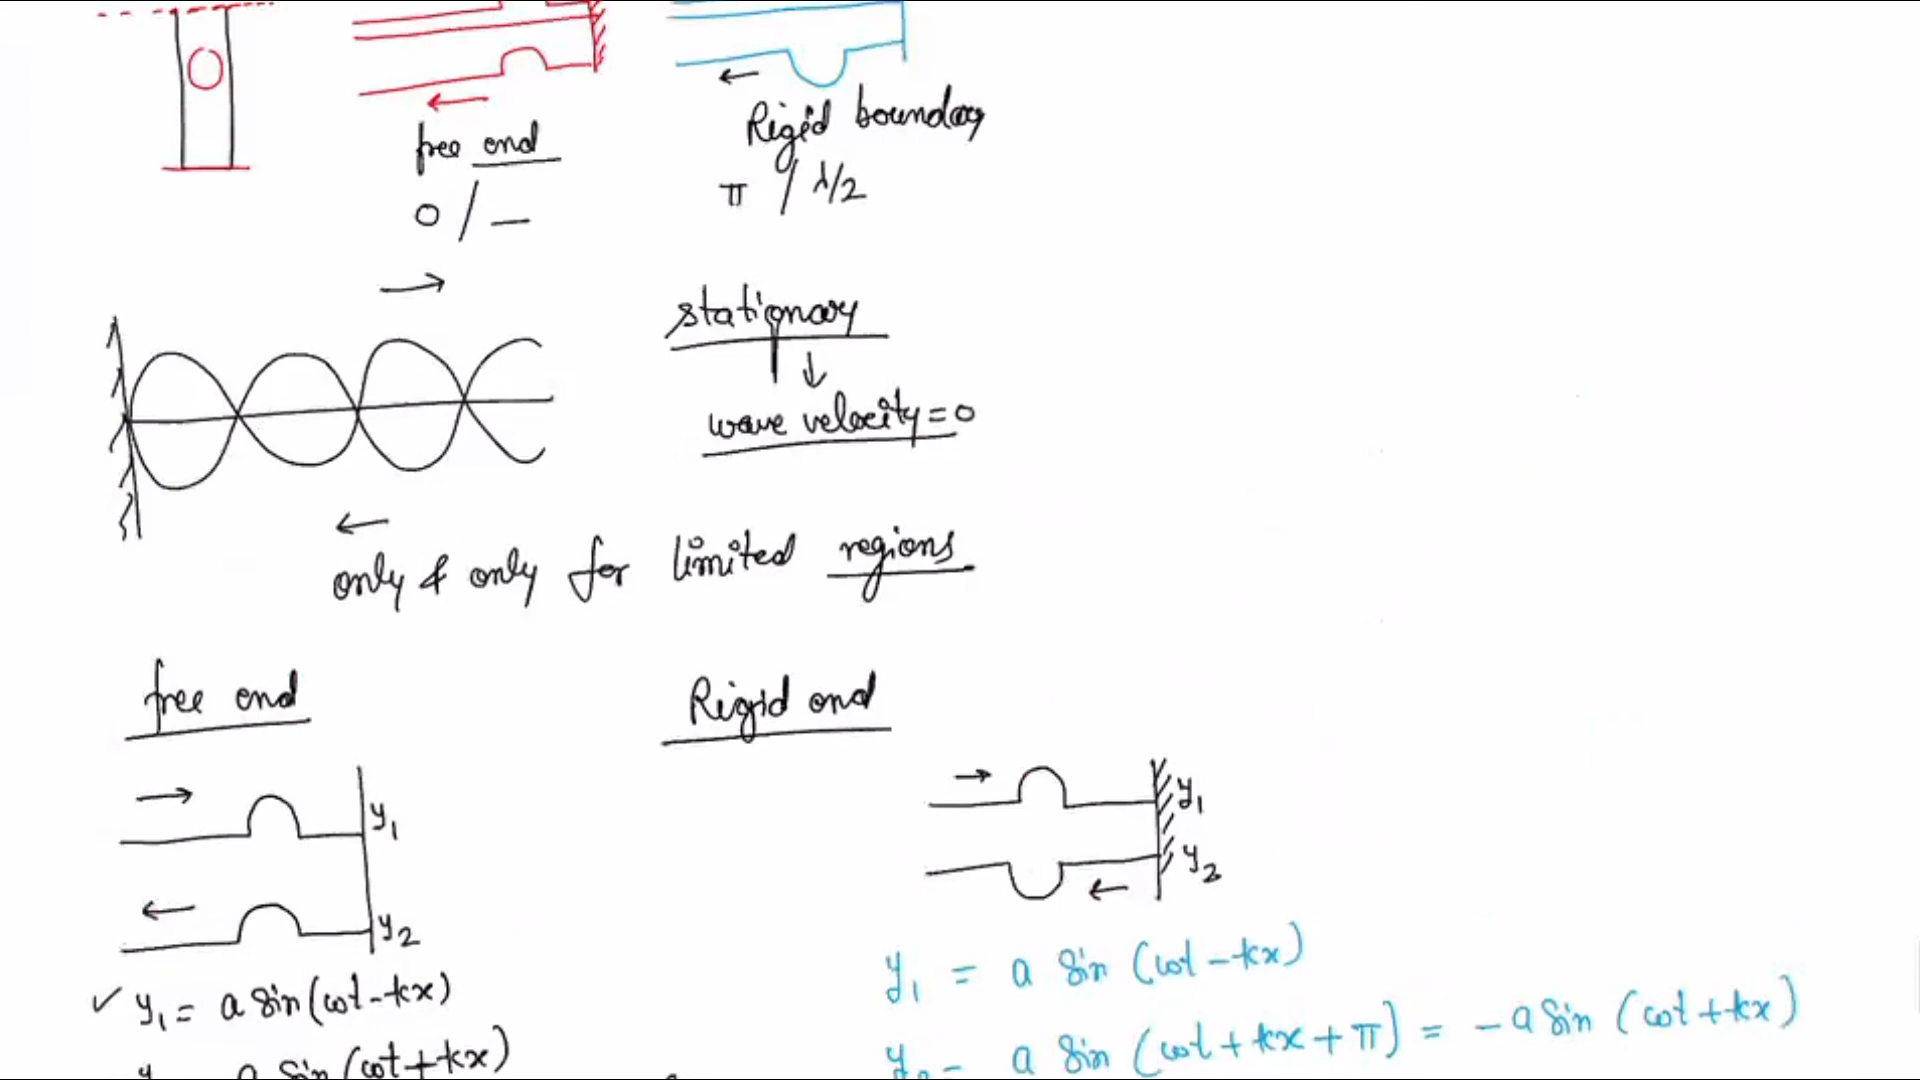 free end
Rigid boundary
0 / —
π / λ/2
stationary
wave velocity = 0
only & only for limited regions
free end
Rigid end
y₁
y₂
y₁
y₂
y₁ = a sin(ωt - kx)
a sin(ωt + kx)
y₁ = a sin (ωt - kx)
y₂ = a sin (ωt + kx + π) = - a sin (ωt + kx)